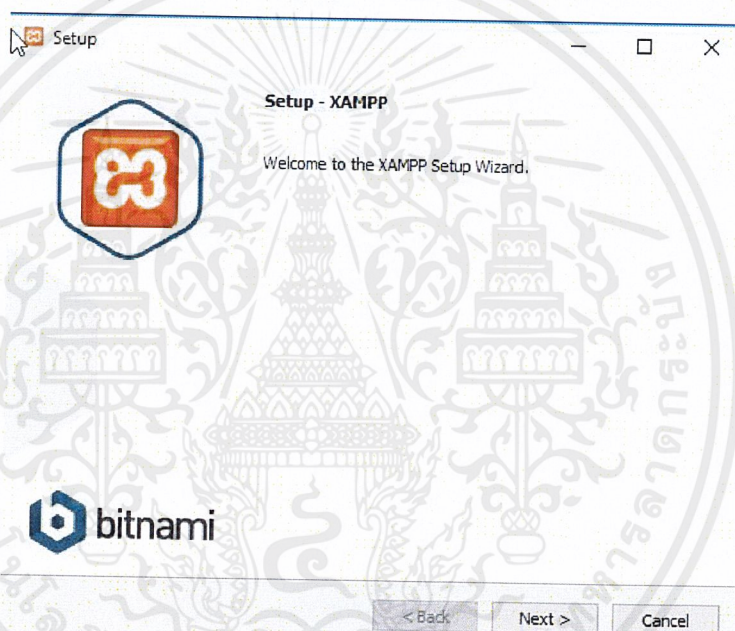 Setup
Setup - XAMPP
Welcome to the XAMPP Setup Wizard.
bitnami
< Back
Next >
Cancel